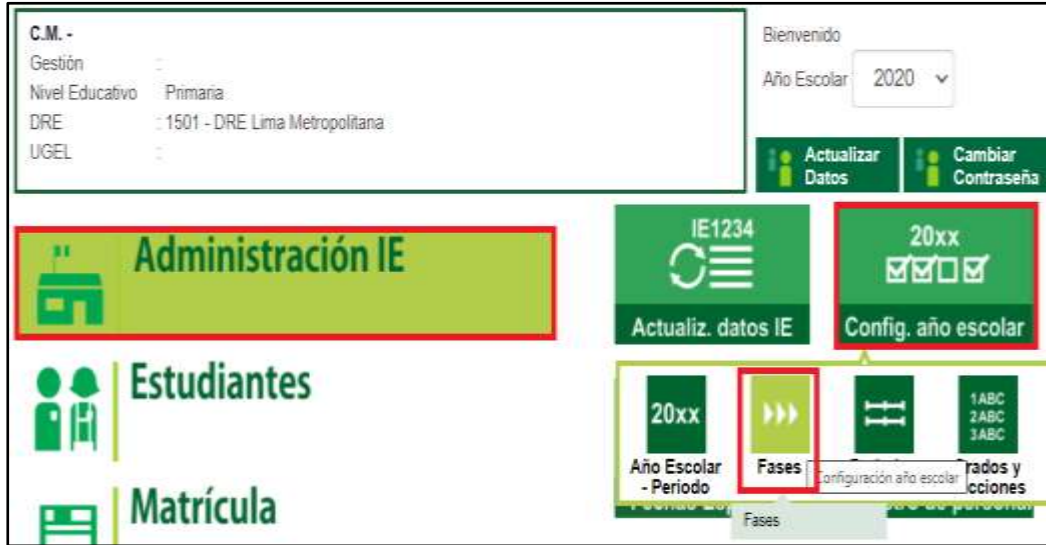 C.M. -
Gestión :
Nivel Educativo Primaria
DRE : 1501 - DRE Lima Metropolitana
UGEL :
Bienvenido
Año Escolar 2020
Actualizar
Datos
Cambiar
Contraseña
Administración IE
IE1234
Actualiz. datos IE
20xx
Config. año escolar
Estudiantes
20xx
Año Escolar
- Periodo
Fases
1ABC
2ABC
3ABC
rados y
cciones
Configuración año escolar
Fases
Matrícula